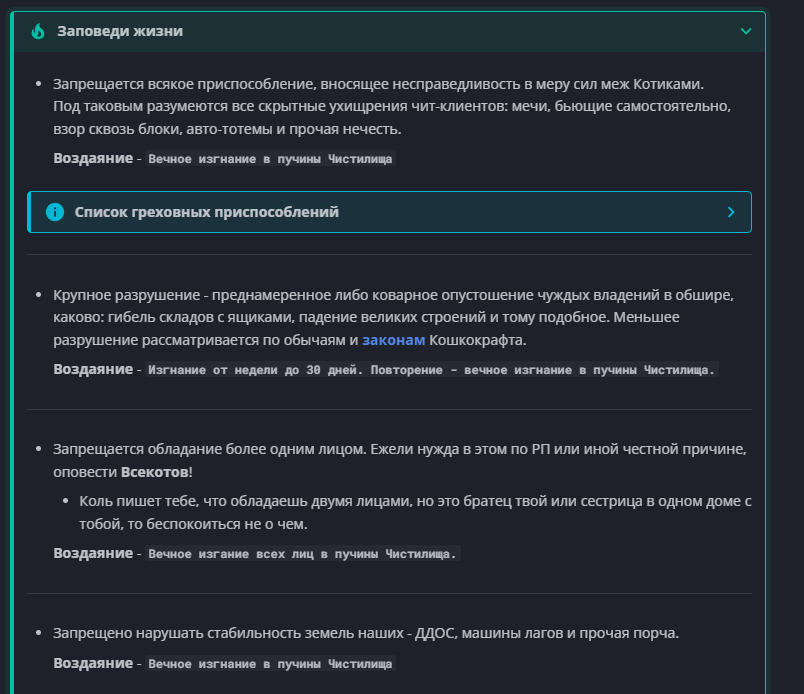 Заповеди жизни
Запрещается всякое приспособление, вносящее несправедливость в меру сил меж Котиками.
Под таковым разумеются все скрытные ухищрения чит-клиентов: мечи, бьющие самостоятельно,
взор сквозь блоки, авто-тотемы и прочая нечесть.
Воздаяние - Вечное изгнание в пучины Чистилища
Список греховных приспособлений
Крупное разрушение - преднамеренное либо коварное опустошение чуждых владений в обшире,
каково: гибель складов с ящиками, падение великих строений и тому подобное. Меньшее
разрушение рассматривается по обычаям и законам Кошкокрафта.
Воздаяние - Изгнание от недели до 30 дней. Повторение - вечное изгнание в пучины Чистилища.
Запрещается обладание более одним лицом. Ежели нужда в этом по РП или иной честной причине,
оповести Всекотов!
Коль пишет тебе, что обладаешь двумя лицами, но это братец твой или сестрица в одном доме с
тобой, то беспокоиться не о чем.
Воздаяние - Вечное изгание всех лиц в пучины Чистилища.
Запрещено нарушать стабильность земель наших - ДДОС, машины лагов и прочая порча.
Воздаяние - Вечное изгнание в пучины Чистилища